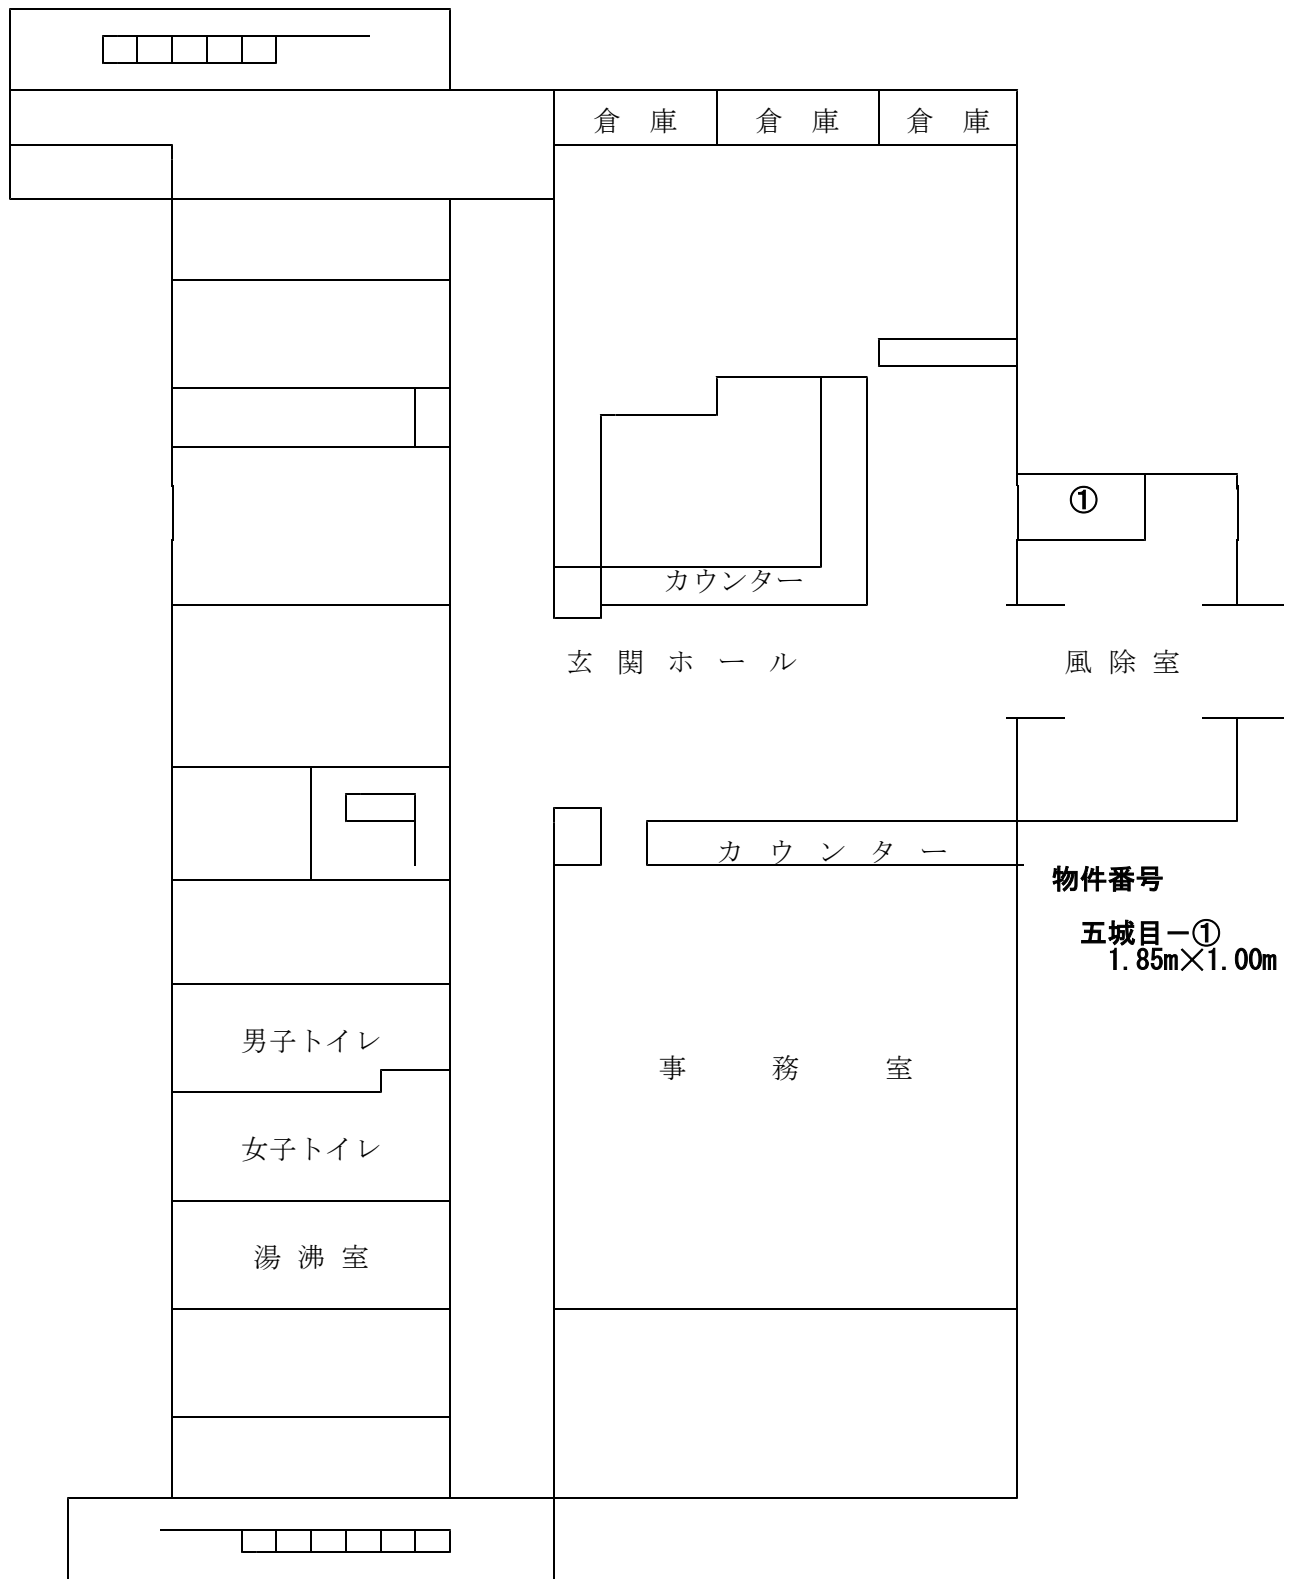 倉　庫
倉　庫
倉　庫
①
カウンター
玄関ホール
風除室
カウンター
物件番号
五城目－①
1.85m×1.00m
男子トイレ
事務室
女子トイレ
湯沸室